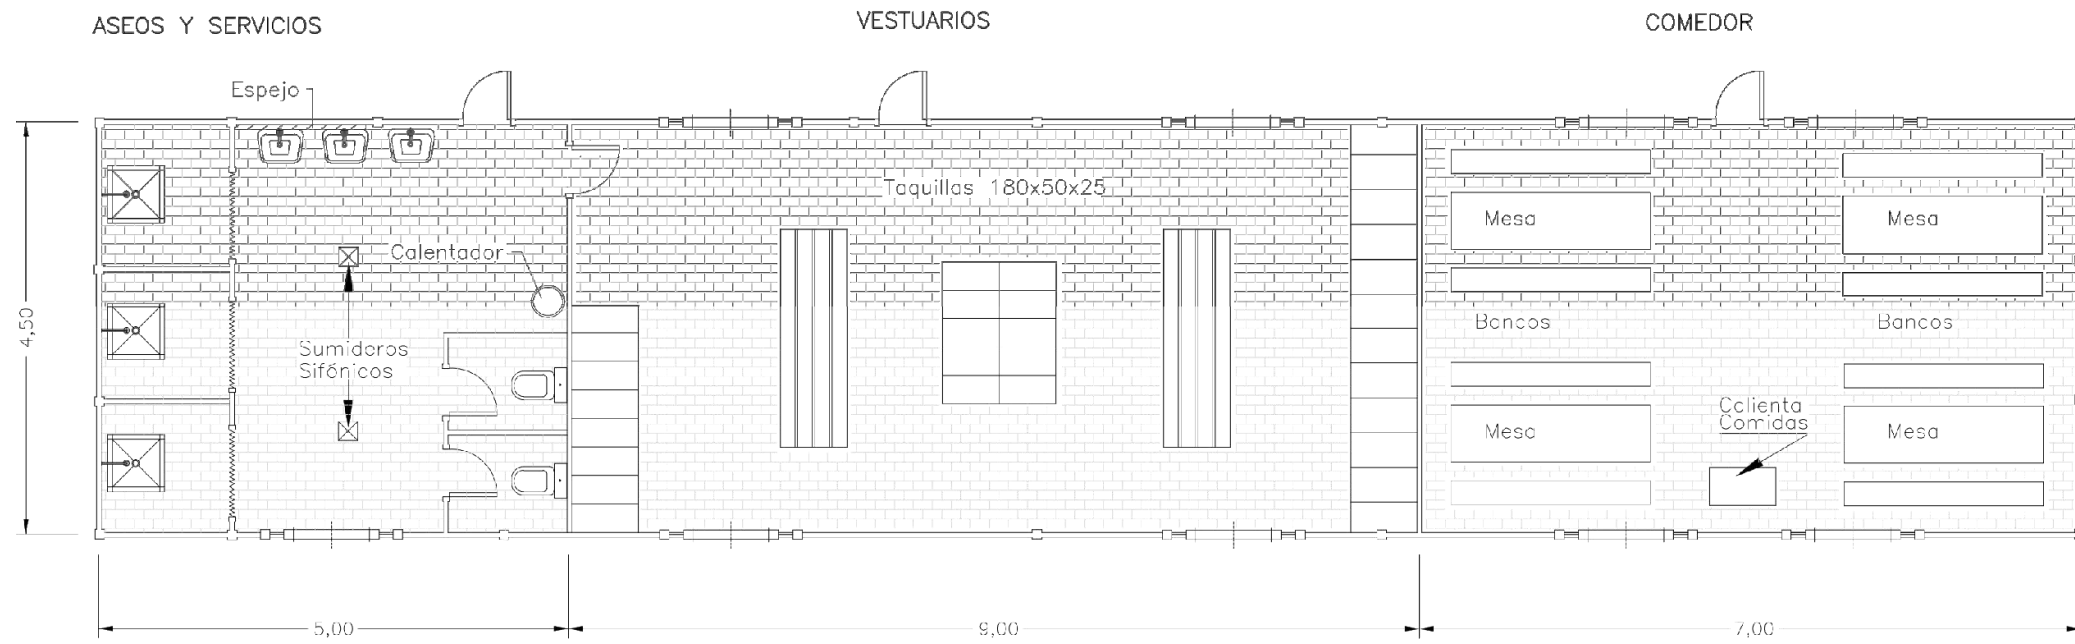 ASEOS Y SERVICIOS
VESTUARIOS
COMEDOR
Espejo
Taquillas 180x50x25
Calentador
Mesa
Mesa
4,50
Sumideros
Sifónicos
Bancos
Bancos
Calienta
Comidas
Mesa
Mesa
5,00
9,00
7,00